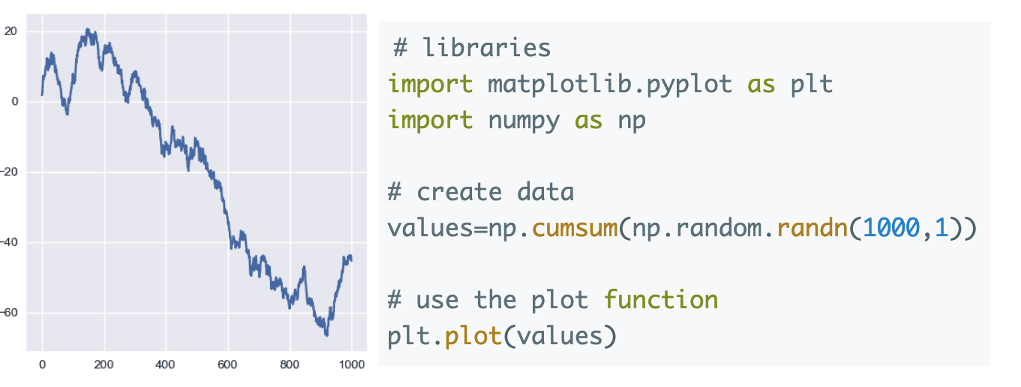 20
0
-20
-40
-60
0 200 400 600 800 1000
# libraries
import matplotlib.pyplot as plt
import numpy as np
# create data
values=np.cumsum(np.random.randn(1000,1))
# use the plot function
plt.plot(values)